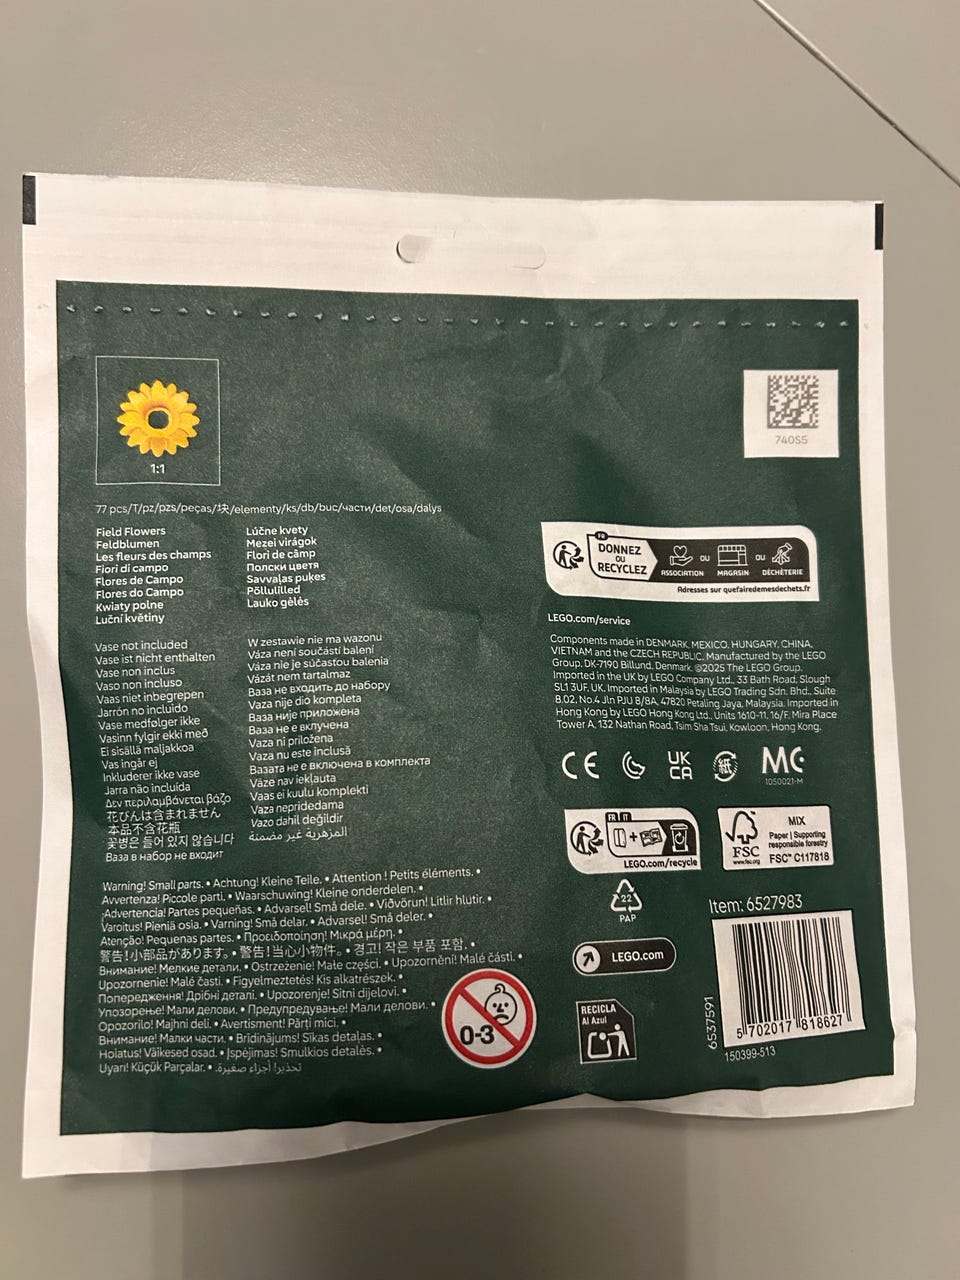 1:1
740S5
77 pcs/T/pz/pzs/peças/块/elementy/ks/db/buc/части/det/osa/dalys
Field Flowers
Feldblumen
Les fleurs des champs
Fiori di campo
Flores de Campo
Flores do Campo
Kwiaty polne
Luční květiny
Lúčne kvety
Mezei virágok
Flori de câmp
Полски цветя
Savvaļas puķes
Põllulilled
Lauko gėlės
Vase not included
Vase ist nicht enthalten
Vase non inclus
Vaso non incluso
Vaas niet inbegrepen
Jarrón no incluido
Vase medfølger ikke
Vasinn fylgir ekki með
Ei sisällä maljakkoa
Vas ingår ej
Inkluderer ikke vase
Jarra não incluída
Δεν περιλαμβάνεται βάζο
花びんは含まれません
本品不含花瓶
꽃병은 들어 있지 않습니다
Ваза в набор не входит
W zestawie nie ma wazonu
Váza není součástí balení
Váza nie je súčasťou balenia
Vázát nem tartalmaz
База не входить до набору
Vaza nije dio kompleta
Ваза није приложена
Ваза не е вклучена
Vaza ni priložena
Vaza nu este inclusă
Вазата не е включена в комплекта
Vāze nav iekļauta
Vaas ei kuulu komplekti
Vaza nepridedama
Vazo dahil değildir
المزهرية غير مضمنة
Warning! Small parts. • Achtung! Kleine Teile. • Attention ! Petits éléments. •
Avvertenza! Piccole parti. • Waarschuwing! Kleine onderdelen. •
¡Advertencia! Partes pequeñas. • Advarsel! Små dele. • Viðvörun! Litlir hlutir. •
Varoitus! Pieniä osia. • Varning! Små delar. • Advarsel! Små deler. •
Atenção! Pequenas partes. • Προειδοποίηση! Μικρά μέρη. •
警告!小部品があります。• 警告!当心小物件。• 경고! 작은 부품 포함. •
Внимание! Мелкие детали. • Ostrzeżenie! Małe części. • Upozornění! Malé části. •
Upozornenie! Malé časti. • Figyelmeztetés! Kis alkatrészek. •
Попередження! Дрібні деталі. • Upozorenje! Sitni dijelovi. •
Упозорење! Мали делови. • Предупредување! Мали делови. •
Opozorilo! Majhni deli. • Avertisment! Părți mici. •
Внимание! Малки части. • Brīdinājums! Sīkas detaļas. •
Hoiatus! Väikesed osad. • Įspėjimas! Smulkios detalės. •
Uyarı! Küçük Parçalar. • تحذير! أجزاء صغيرة. •
0-3
FR
DONNEZ
OU
RECYCLEZ
ASSOCIATION
OU
MAGASIN
OU
DÉCHÈTERIE
Adresses sur quefairedemesdechets.fr
LEGO.com/service
Components made in DENMARK, MEXICO, HUNGARY, CHINA,
VIETNAM and the CZECH REPUBLIC. Manufactured by the LEGO
Group, DK-7190 Billund, Denmark. ©2025 The LEGO Group.
Imported in the UK by LEGO Company Ltd., 33 Bath Road, Slough
SL1 3UF, UK. Imported in Malaysia by LEGO Trading Sdn. Bhd., Suite
8.02, No.4 Jln PJU 8/8A, 47820 Petaling Jaya, Malaysia. Imported in
Hong Kong by LEGO Hong Kong Ltd., Units 1610-11, 16/F, Mira Place
Tower A, 132 Nathan Road, Tsim Sha Tsui, Kowloon, Hong Kong.
CE
UK
CA
紙
MC
1050021-M
FR IT
LEGO.com/recycle
FSC
www.fsc.org
MIX
Paper | Supporting
responsible forestry
FSC™ C117818
22
PAP
Item: 6527983
LEGO.com
RECICLA
Al Azul
6537591
5 702017 818627
150399-513